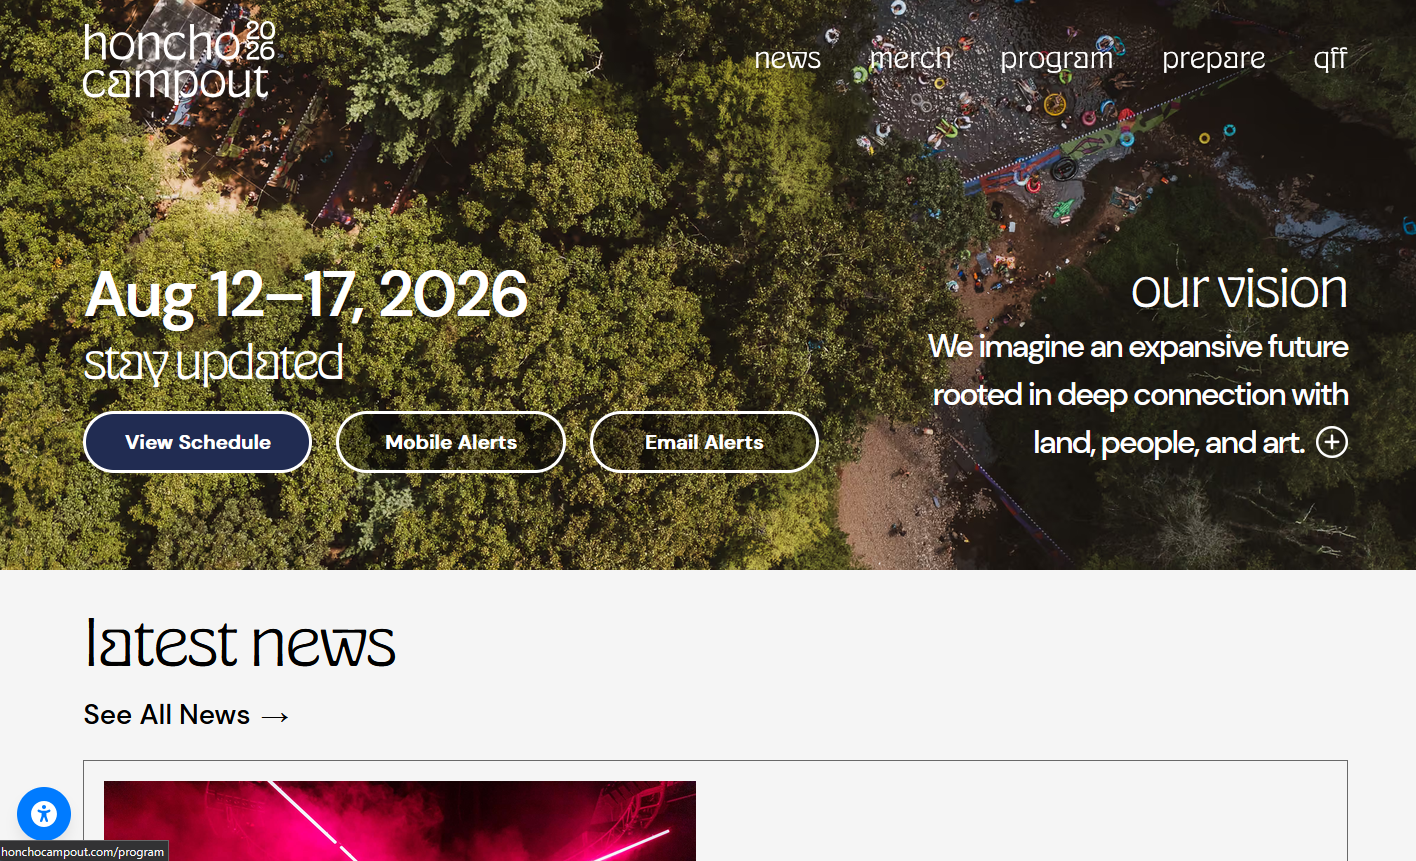 honcho 2026
campout
news merch program prepare qff
Aug 12–17, 2026
stay updated
View Schedule Mobile Alerts Email Alerts
our vision
We imagine an expansive future
rooted in deep connection with
land, people, and art.
latest news
See All News →
honchocampout.com/program